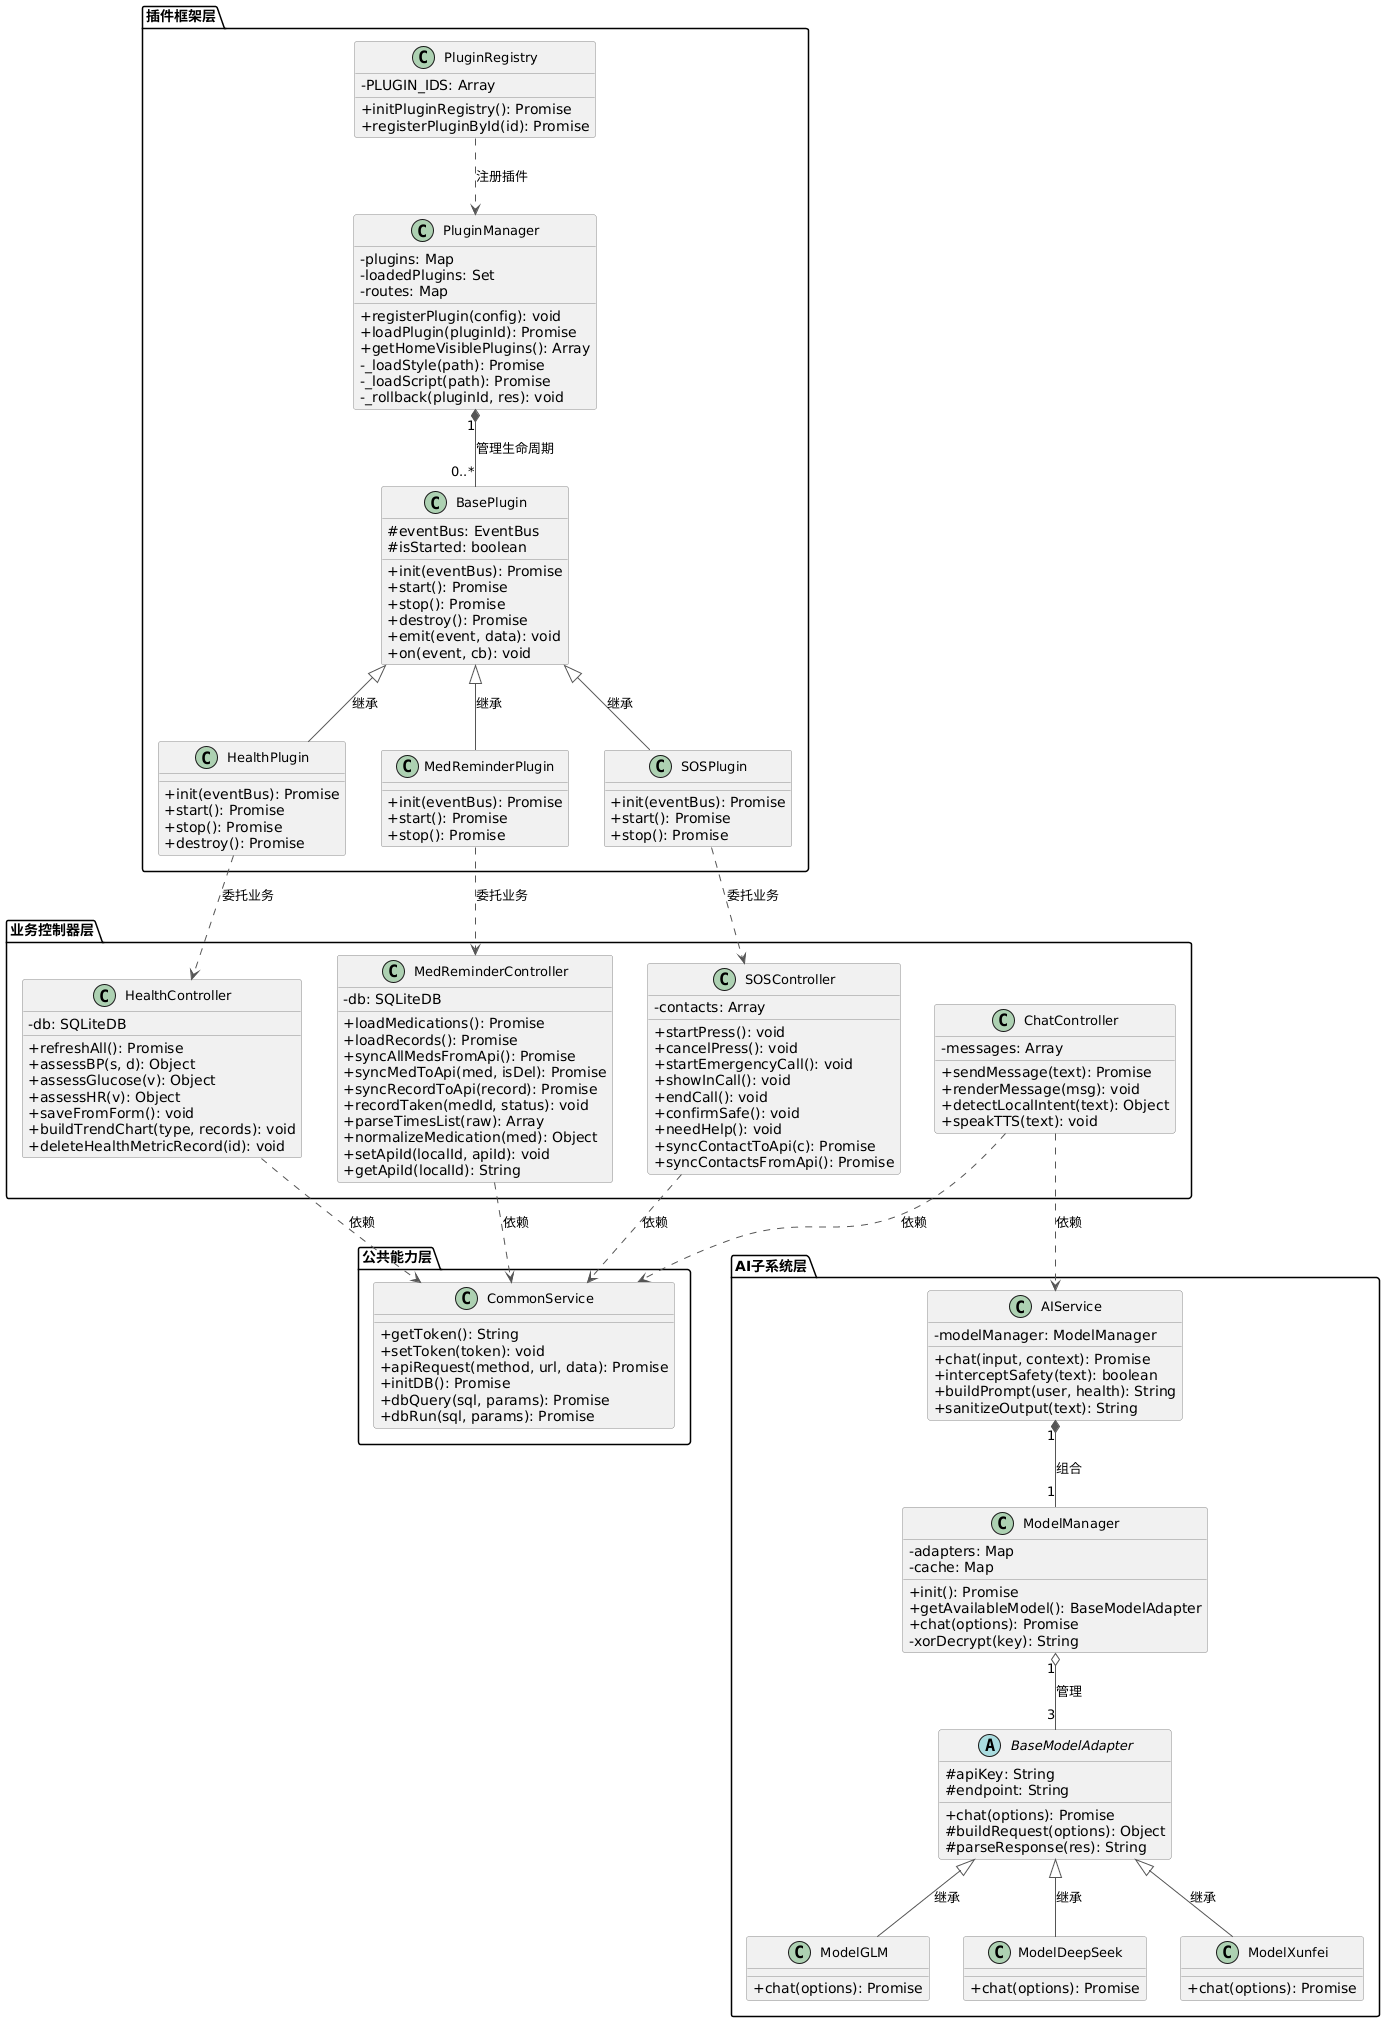 插件框架层
C PluginRegistry
-PLUGIN_IDS: Array
+initPluginRegistry(): Promise
+registerPluginById(id): Promise
注册插件
C PluginManager
-plugins: Map
-loadedPlugins: Set
-routes: Map
+registerPlugin(config): void
+loadPlugin(pluginId): Promise
+getHomeVisiblePlugins(): Array
-_loadStyle(path): Promise
-_loadScript(path): Promise
-_rollback(pluginId, res): void
1
管理生命周期
0..*
C BasePlugin
#eventBus: EventBus
#isStarted: boolean
+init(eventBus): Promise
+start(): Promise
+stop(): Promise
+destroy(): Promise
+emit(event, data): void
+on(event, cb): void
继承
继承
继承
C HealthPlugin
+init(eventBus): Promise
+start(): Promise
+stop(): Promise
+destroy(): Promise
C MedReminderPlugin
+init(eventBus): Promise
+start(): Promise
+stop(): Promise
C SOSPlugin
+init(eventBus): Promise
+start(): Promise
+stop(): Promise
委托业务
委托业务
委托业务
业务控制器层
C HealthController
-db: SQLiteDB
+refreshAll(): Promise
+assessBP(s, d): Object
+assessGlucose(v): Object
+assessHR(v): Object
+saveFromForm(): void
+buildTrendChart(type, records): void
+deleteHealthMetricRecord(id): void
C MedReminderController
-db: SQLiteDB
+loadMedications(): Promise
+loadRecords(): Promise
+syncAllMedsFromApi(): Promise
+syncMedToApi(med, isDel): Promise
+syncRecordToApi(record): Promise
+recordTaken(medId, status): void
+parseTimesList(raw): Array
+normalizeMedication(med): Object
+setApiId(localId, apiId): void
+getApiId(localId): String
C SOSController
-contacts: Array
+startPress(): void
+cancelPress(): void
+startEmergencyCall(): void
+showInCall(): void
+endCall(): void
+confirmSafe(): void
+needHelp(): void
+syncContactToApi(c): Promise
+syncContactsFromApi(): Promise
C ChatController
-messages: Array
+sendMessage(text): Promise
+renderMessage(msg): void
+detectLocalIntent(text): Object
+speakTTS(text): void
依赖
依赖
依赖
依赖
依赖
公共能力层
C CommonService
+getToken(): String
+setToken(token): void
+apiRequest(method, url, data): Promise
+initDB(): Promise
+dbQuery(sql, params): Promise
+dbRun(sql, params): Promise
AI子系统层
C AIService
-modelManager: ModelManager
+chat(input, context): Promise
+interceptSafety(text): boolean
+buildPrompt(user, health): String
+sanitizeOutput(text): String
1
组合
1
C ModelManager
-adapters: Map
-cache: Map
+init(): Promise
+getAvailableModel(): BaseModelAdapter
+chat(options): Promise
-xorDecrypt(key): String
1
管理
3
A BaseModelAdapter
#apiKey: String
#endpoint: String
+chat(options): Promise
#buildRequest(options): Object
#parseResponse(res): String
继承
继承
继承
C ModelGLM
+chat(options): Promise
C ModelDeepSeek
+chat(options): Promise
C ModelXunfei
+chat(options): Promise